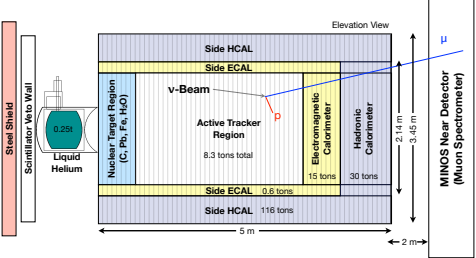 Elevation View
Side HCAL
Side ECAL
ν-Beam
μ
p
Steel Shield
Scintillator Veto Wall
0.25t
Liquid
Helium
Nuclear Target Region
(C, Pb, Fe, H₂O)
Active Tracker
Region
8.3 tons total
Electromagnetic
Calorimeter
15 tons
Hadronic
Calorimeter
30 tons
Side ECAL
0.6 tons
Side HCAL
116 tons
2.14 m
3.45 m
5 m
2 m
MINOS Near Detector
(Muon Spectrometer)